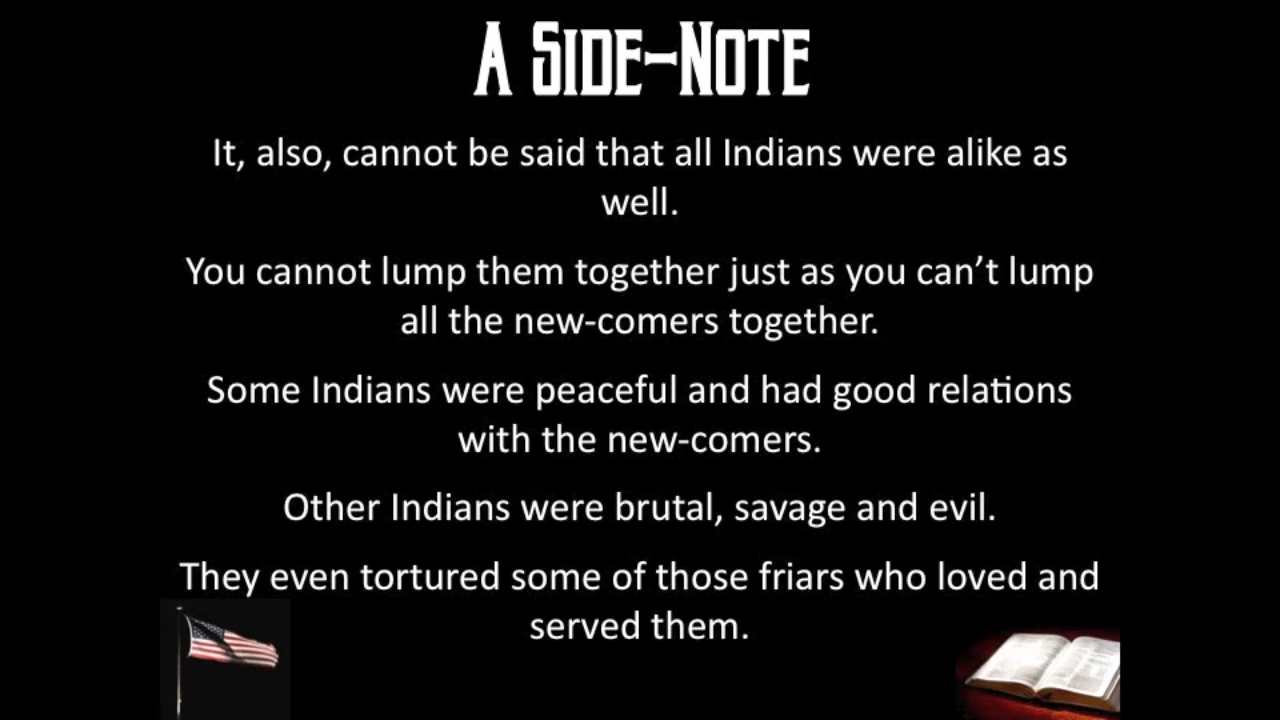 A Side-Note
It, also, cannot be said that all Indians were alike as
well.
You cannot lump them together just as you can’t lump
all the new-comers together.
Some Indians were peaceful and had good relations
with the new-comers.
Other Indians were brutal, savage and evil.
They even tortured some of those friars who loved and
served them.